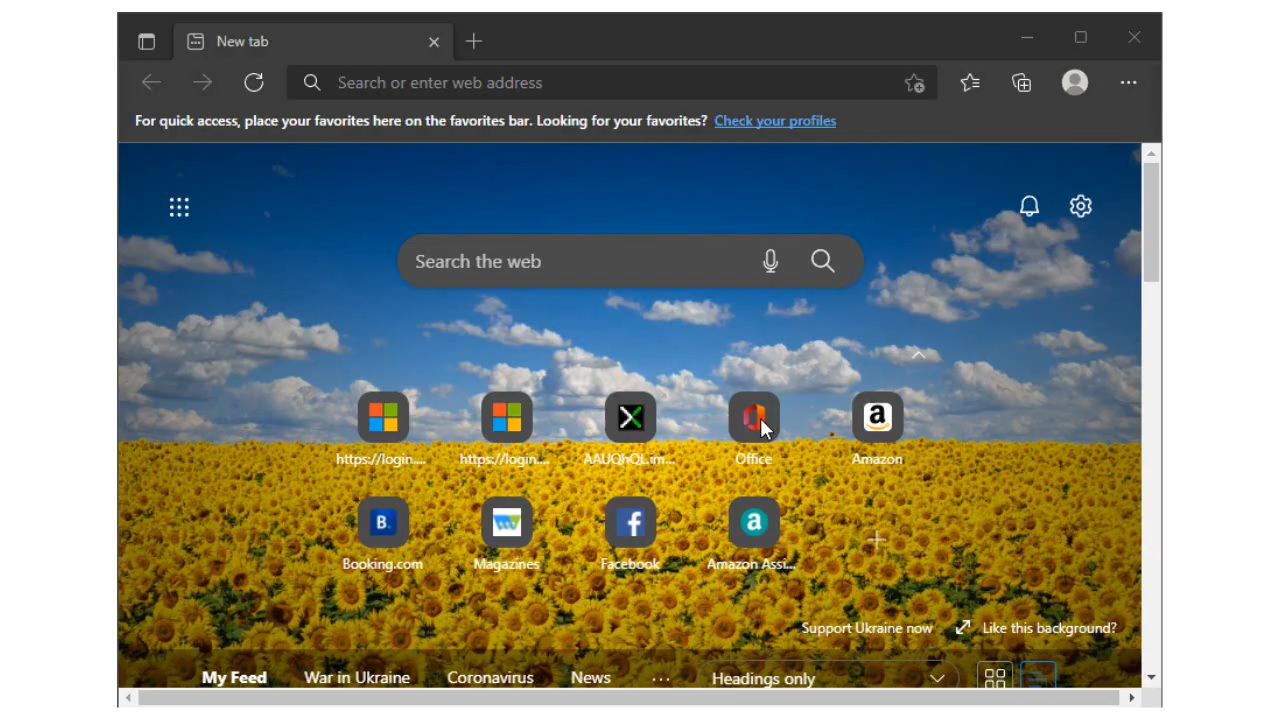 New tab
Search or enter web address
For quick access, place your favorites here on the favorites bar. Looking for your favorites? Check your profiles
Search the web
https://login.... https://login.... AAUQhQL.im... Office Amazon
Booking.com Magazines Facebook Amazon Assi...
Support Ukraine now Like this background?
My Feed War in Ukraine Coronavirus News ... Headings only